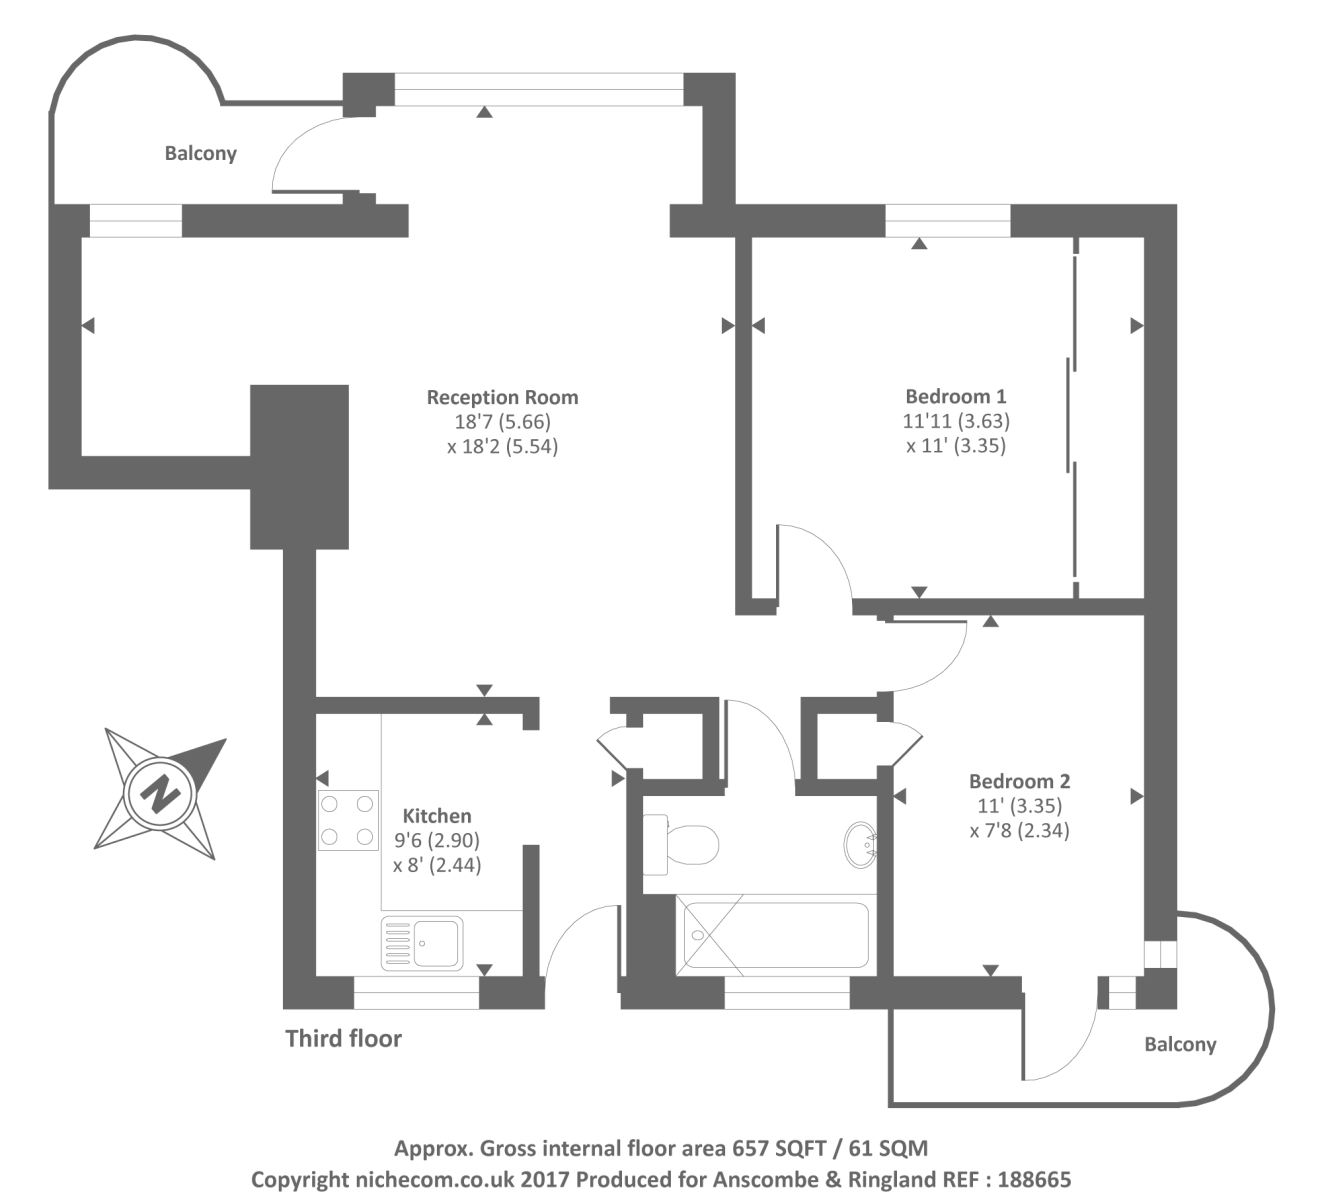 Balcony
Reception Room
18'7 (5.66)
x 18'2 (5.54)
Bedroom 1
11'11 (3.63)
x 11' (3.35)
N
Kitchen
9'6 (2.90)
x 8' (2.44)
Bedroom 2
11' (3.35)
x 7'8 (2.34)
Third floor
Balcony
Approx. Gross internal floor area 657 SQFT / 61 SQM
Copyright nichecom.co.uk 2017 Produced for Anscombe & Ringland REF : 188665